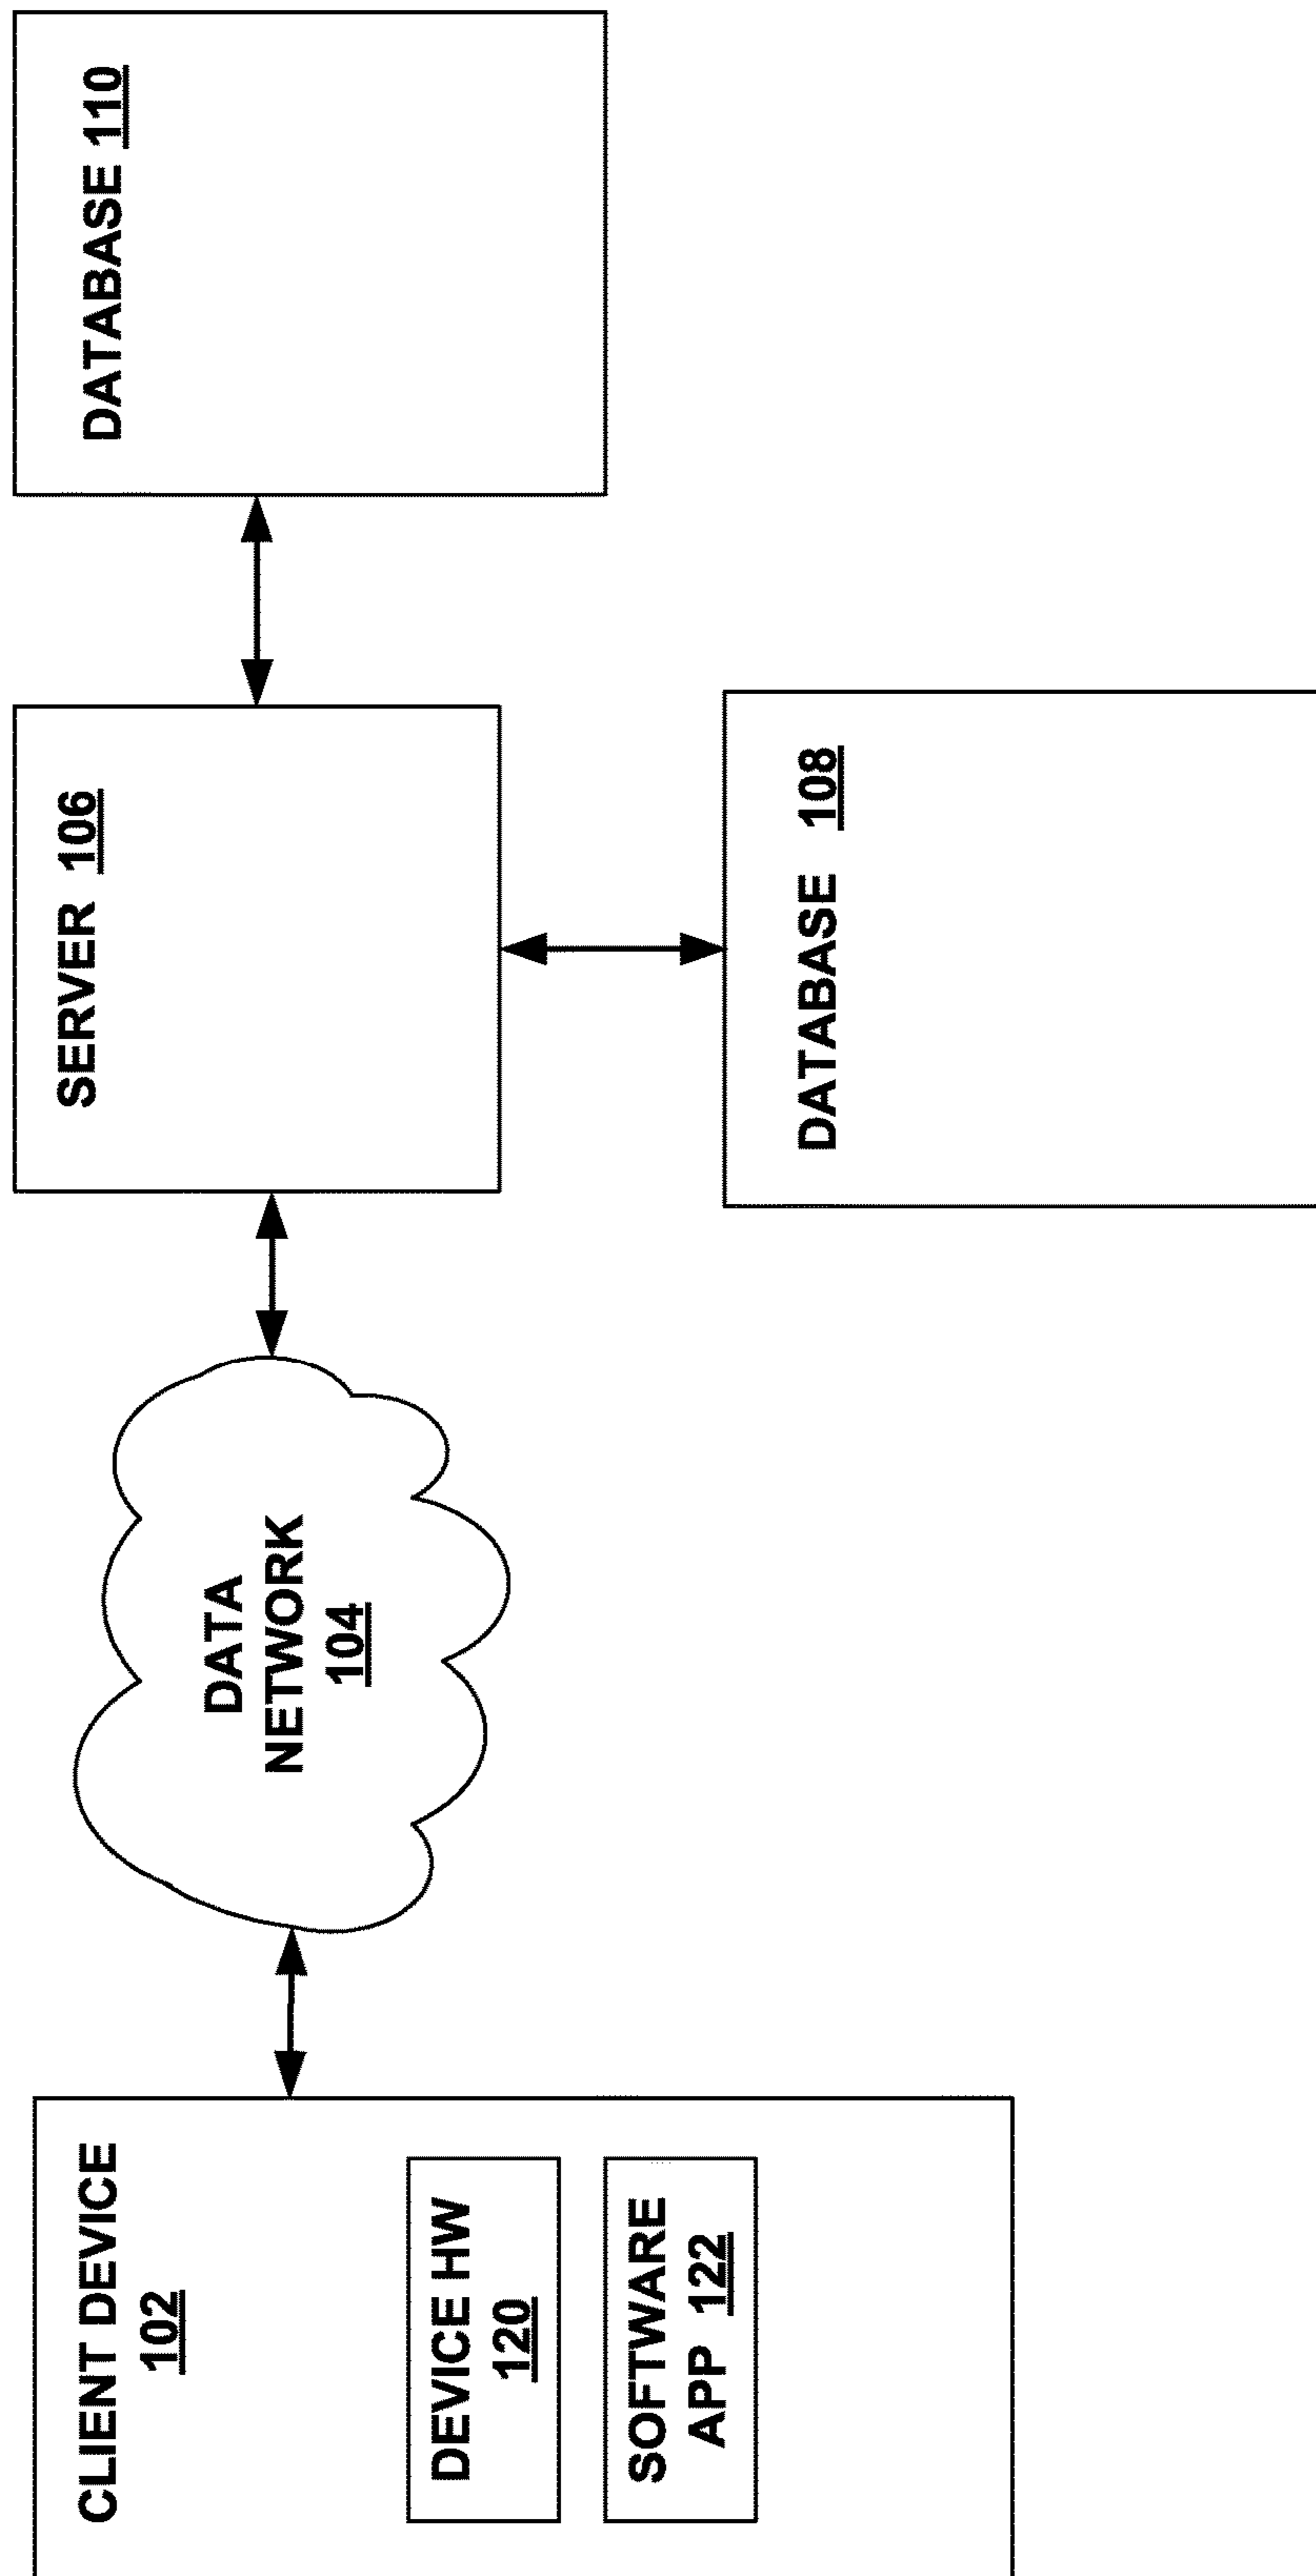 CLIENT DEVICE
102
DEVICE HW
120
SOFTWARE
APP 122
DATA
NETWORK
104
SERVER 106
DATABASE 108
DATABASE 110